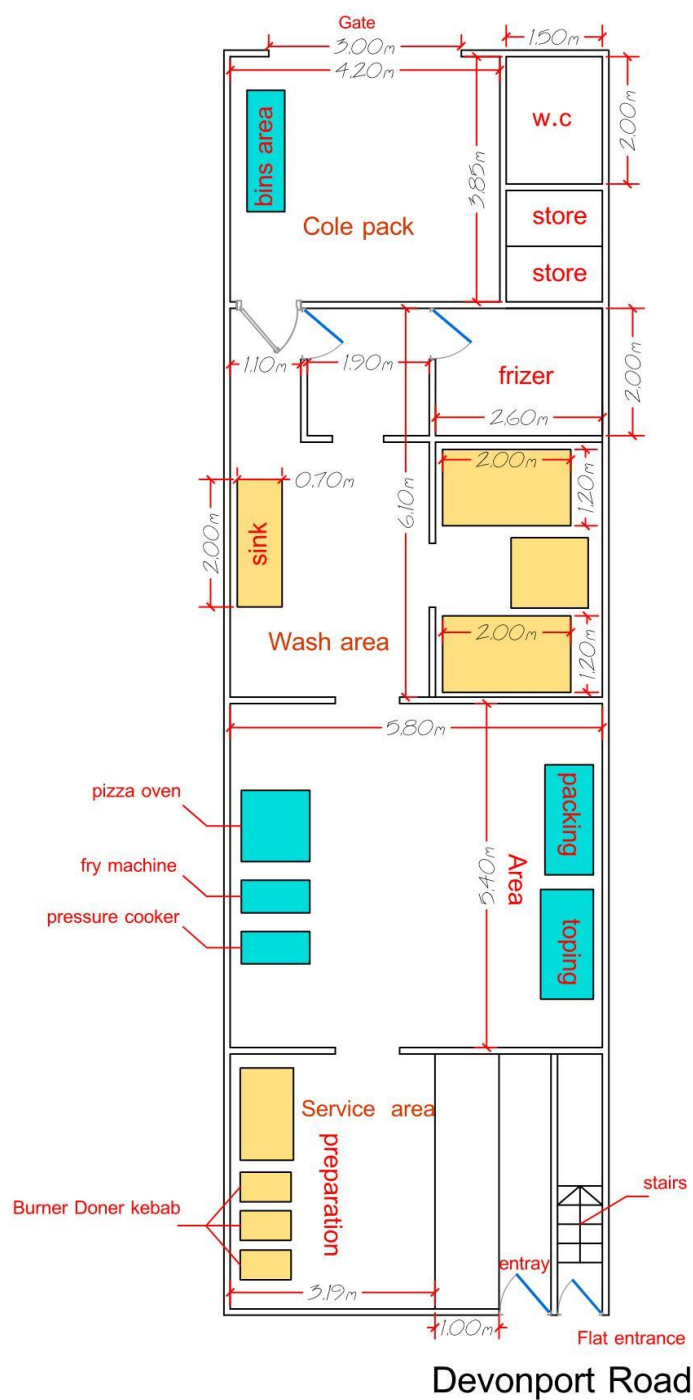 Gate
3.00m
1.50m
4.20m
bins area
w.c
2.00m
3.85m
store
Cole pack
store
1.10m
1.90m
frizer
2.00m
2.60m
2.00m
1.20m
0.70m
6.10m
2.00m
sink
Wash area
2.00m
1.20m
5.80m
pizza oven
packing
fry machine
Area
5.40m
pressure cooker
toping
Service area
preparation
stairs
Burner Doner kebab
entray
3.19m
1.00m
Flat entrance
Devonport Road